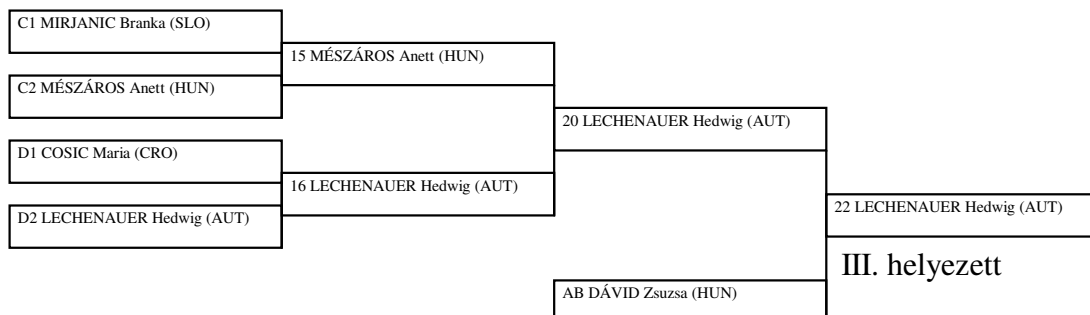 C1 MIRJANIC Branka (SLO)
15 MÉSZÁROS Anett (HUN)
C2 MÉSZÁROS Anett (HUN)
20 LECHENAUER Hedwig (AUT)
D1 COSIC Maria (CRO)
16 LECHENAUER Hedwig (AUT)
D2 LECHENAUER Hedwig (AUT)
22 LECHENAUER Hedwig (AUT)
III. helyezett
AB DÁVID Zsuzsa (HUN)